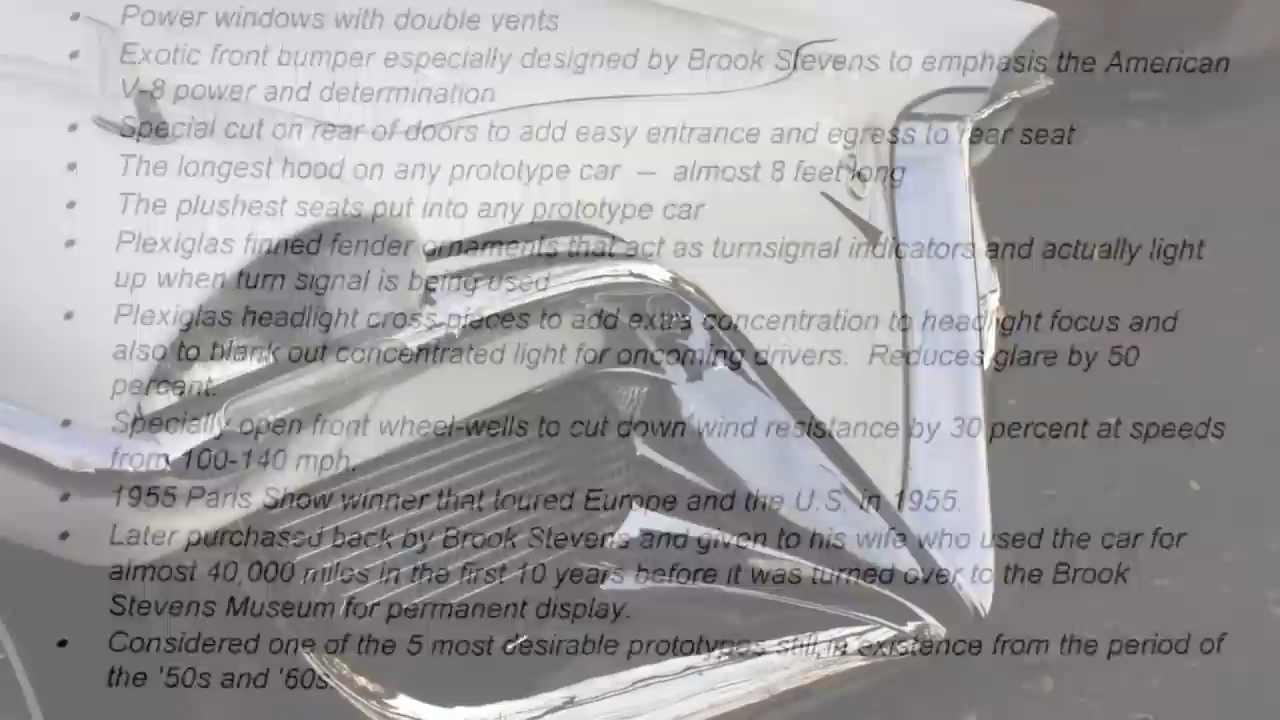 • Power windows with double vents
• Exotic front bumper especially designed by Brook Stevens to emphasis the American
V-8 power and determination
• Special cut on rear of doors to add easy entrance and egress to rear seat
• The longest hood on any prototype car – almost 8 feet long
• The plushest seats put into any prototype car
• Plexiglas finned fender ornaments that act as turnsignal indicators and actually light
up when turn signal is being used
• Plexiglas headlight cross-pieces to add extra concentration to headlight focus and
also to blank out concentrated light for oncoming drivers. Reduces glare by 50
percent.
• Specially open front wheel-wells to cut down wind resistance by 30 percent at speeds
from 100-140 mph.
• 1955 Paris Show winner that toured Europe and the U.S. in 1955.
• Later purchased back by Brook Stevens and given to his wife who used the car for
almost 40,000 miles in the first 10 years before it was turned over to the Brook
Stevens Museum for permanent display.
• Considered one of the 5 most desirable prototypes still in existence from the period of
the '50s and '60s.